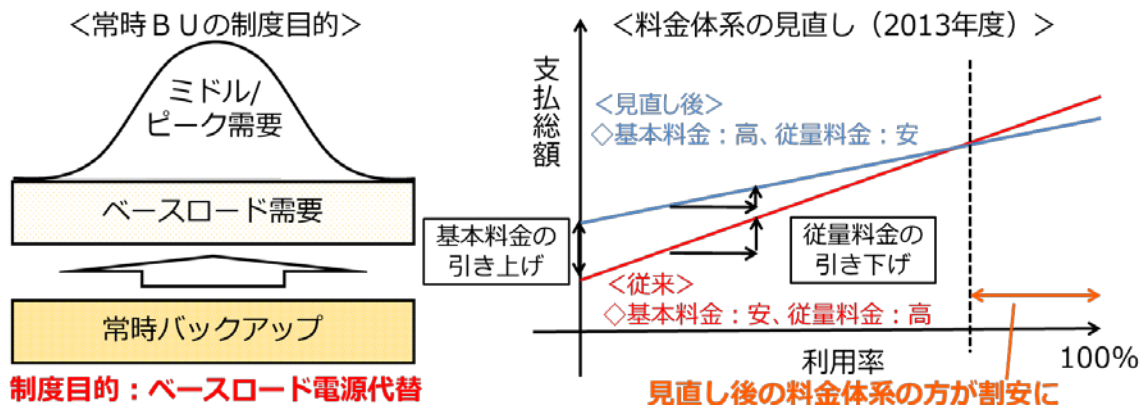 <常時ＢＵの制度目的>
ミドル/
ピーク需要
ベースロード需要
常時バックアップ
制度目的：ベースロード電源代替
<料金体系の見直し（2013年度）>
支払総額
<見直し後>
◇基本料金：高、従量料金：安
基本料金の
引き上げ
従量料金の
引き下げ
<従来>
◇基本料金：安、従量料金：高
利用率
100%
見直し後の料金体系の方が割安に